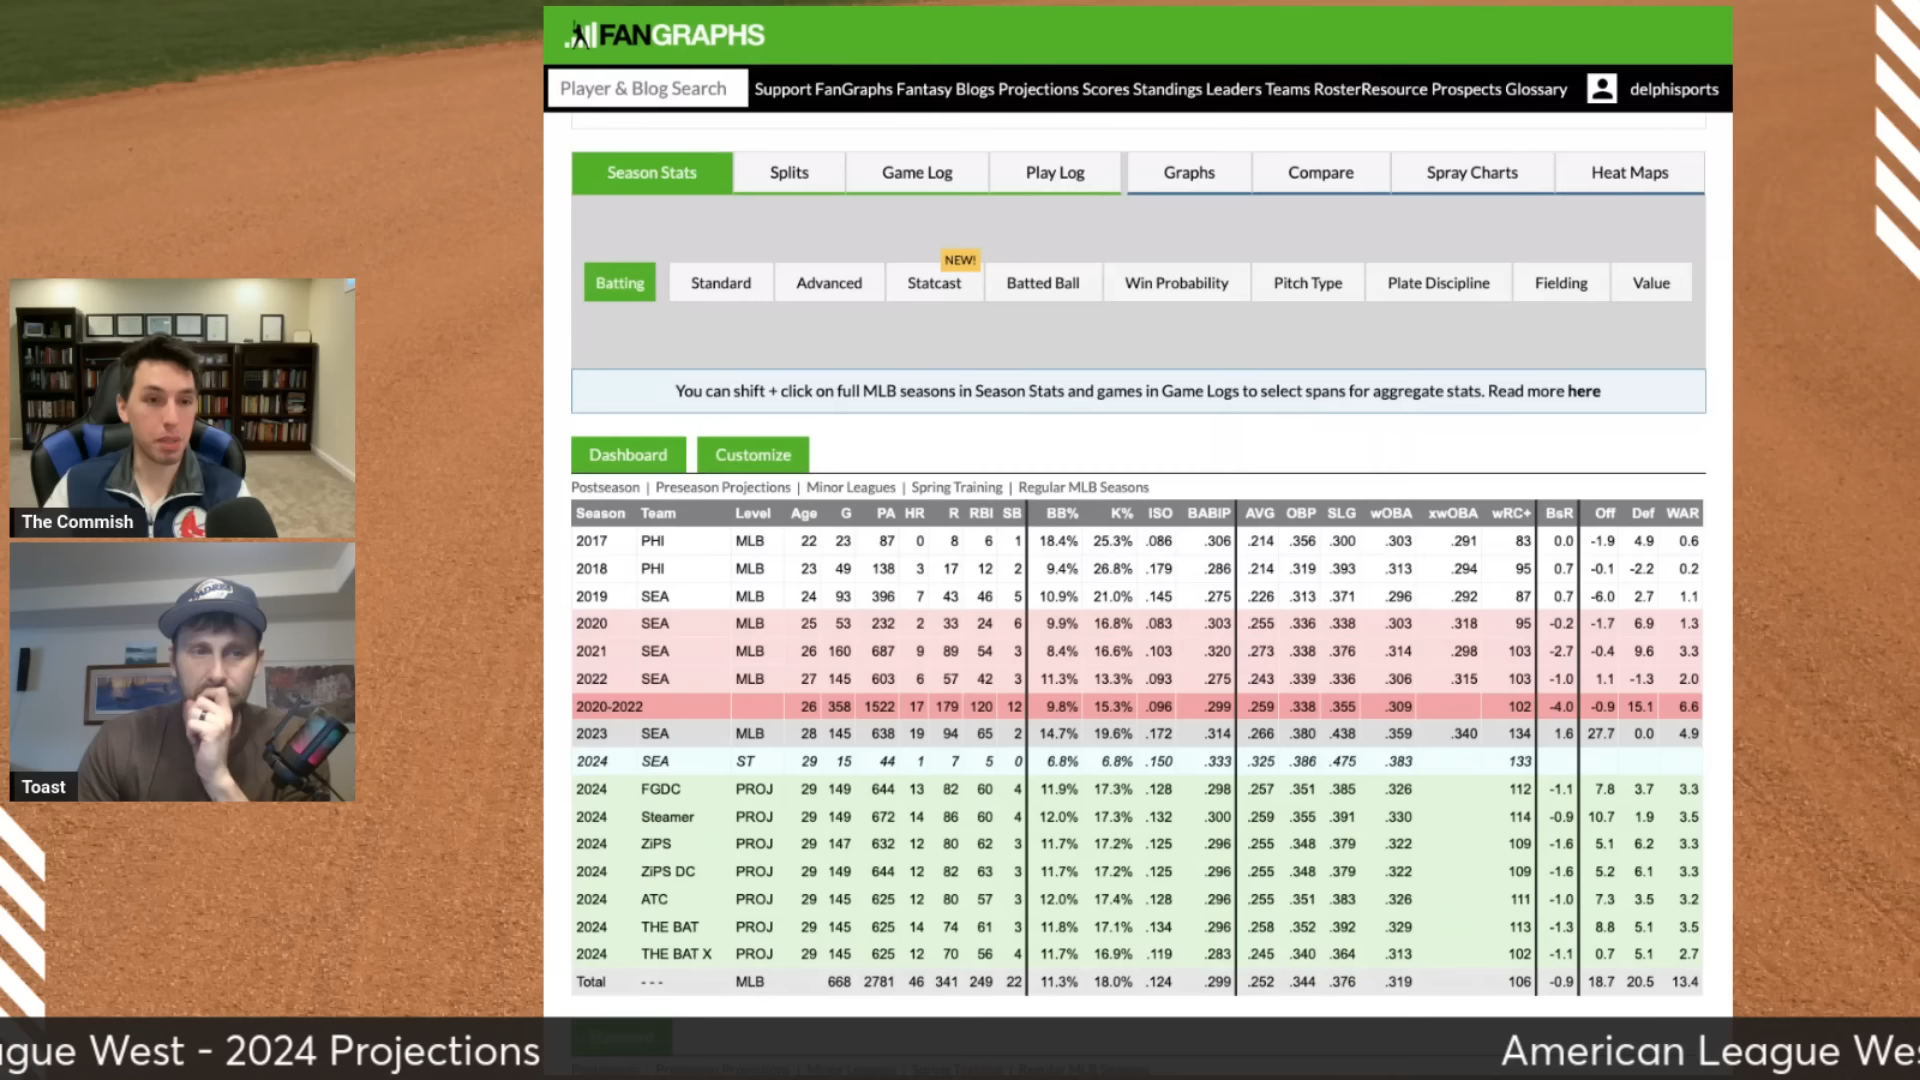 FANGRAPHS
Player & Blog Search Support FanGraphs Fantasy Blogs Projections Scores Standings Leaders Teams RosterResource Prospects Glossary delphisports
Season Stats Splits Game Log Play Log Graphs Compare Spray Charts Heat Maps
NEW!
Batting Standard Advanced Statcast Batted Ball Win Probability Pitch Type Plate Discipline Fielding Value
You can shift + click on full MLB seasons in Season Stats and games in Game Logs to select spans for aggregate stats. Read more here
Dashboard Customize
Postseason | Preseason Projections | Minor Leagues | Spring Training | Regular MLB Seasons
Season Team Level Age G PA HR R RBI SB BB% K% ISO BABIP AVG OBP SLG wOBA xwOBA wRC+ BsR Off Def WAR
2017 PHI MLB 22 23 87 0 8 6 1 18.4% 25.3% .086 .306 .214 .356 .300 .303 .291 83 0.0 -1.9 4.9 0.6
2018 PHI MLB 23 49 138 3 17 12 2 9.4% 26.8% .179 .286 .214 .319 .393 .313 .294 95 0.7 -0.1 -2.2 0.2
2019 SEA MLB 24 93 396 7 43 46 5 10.9% 21.0% .145 .275 .226 .313 .371 .296 .292 87 0.7 -6.0 2.7 1.1
2020 SEA MLB 25 53 232 2 33 24 6 9.9% 16.8% .083 .303 .255 .336 .338 .303 .318 95 -0.2 -1.7 6.9 1.3
2021 SEA MLB 26 160 687 9 89 54 3 8.4% 16.6% .103 .320 .273 .338 .376 .314 .298 103 -2.7 -0.4 9.6 3.3
2022 SEA MLB 27 145 603 6 57 42 3 11.3% 13.3% .093 .275 .243 .339 .336 .306 .315 103 -1.0 1.1 -1.3 2.0
2020-2022 26 358 1522 17 179 120 12 9.8% 15.3% .096 .299 .259 .338 .355 .309 102 -4.0 -0.9 15.1 6.6
2023 SEA MLB 28 145 638 19 94 65 2 14.7% 19.6% .172 .314 .266 .380 .438 .359 .340 134 1.6 27.7 0.0 4.9
2024 SEA ST 29 15 44 1 7 5 0 6.8% 6.8% .150 .333 .325 .386 .475 .383 133
2024 FGDC PROJ 29 149 644 13 82 60 4 11.9% 17.3% .128 .298 .257 .351 .385 .326 112 -1.1 7.8 3.7 3.3
2024 Steamer PROJ 29 149 672 14 86 60 4 12.0% 17.3% .132 .300 .259 .355 .391 .330 114 -0.9 10.7 1.9 3.5
2024 ZiPS PROJ 29 147 632 12 80 62 3 11.7% 17.2% .125 .296 .255 .348 .379 .322 109 -1.6 5.1 6.2 3.3
2024 ZiPS DC PROJ 29 149 644 12 82 63 3 11.7% 17.2% .125 .296 .255 .348 .379 .322 109 -1.6 5.2 6.1 3.3
2024 ATC PROJ 29 145 625 12 80 57 3 12.0% 17.4% .128 .296 .255 .351 .383 .326 111 -1.0 7.3 3.5 3.2
2024 THE BAT PROJ 29 145 625 14 74 61 3 11.8% 17.1% .134 .296 .258 .352 .392 .329 113 -1.3 8.8 5.1 3.5
2024 THE BAT X PROJ 29 145 625 12 70 56 4 11.7% 16.9% .119 .283 .245 .340 .364 .313 102 -1.1 0.7 5.1 2.7
Total - - - MLB 668 2781 46 341 249 22 11.3% 18.0% .124 .299 .252 .344 .376 .319 106 -0.9 18.7 20.5 13.4
The Commish
Toast
ague West - 2024 Projections American League Wes